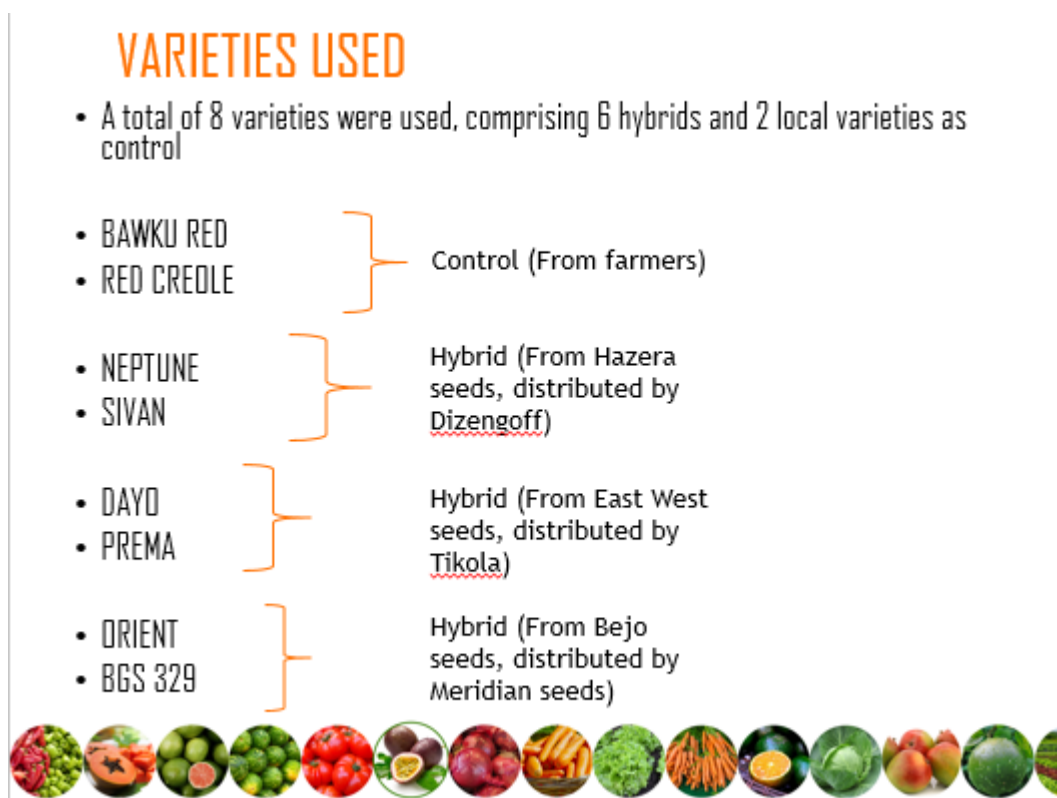 VARIETIES USED
• A total of 8 varieties were used, comprising 6 hybrids and 2 local varieties as
control
• BAWKU RED
• RED CREOLE
Control (From farmers)
• NEPTUNE
• SIVAN
Hybrid (From Hazera
seeds, distributed by
Dizengoff)
• DAYO
• PREMA
Hybrid (From East West
seeds, distributed by
Tikola)
• ORIENT
• BGS 329
Hybrid (From Bejo
seeds, distributed by
Meridian seeds)